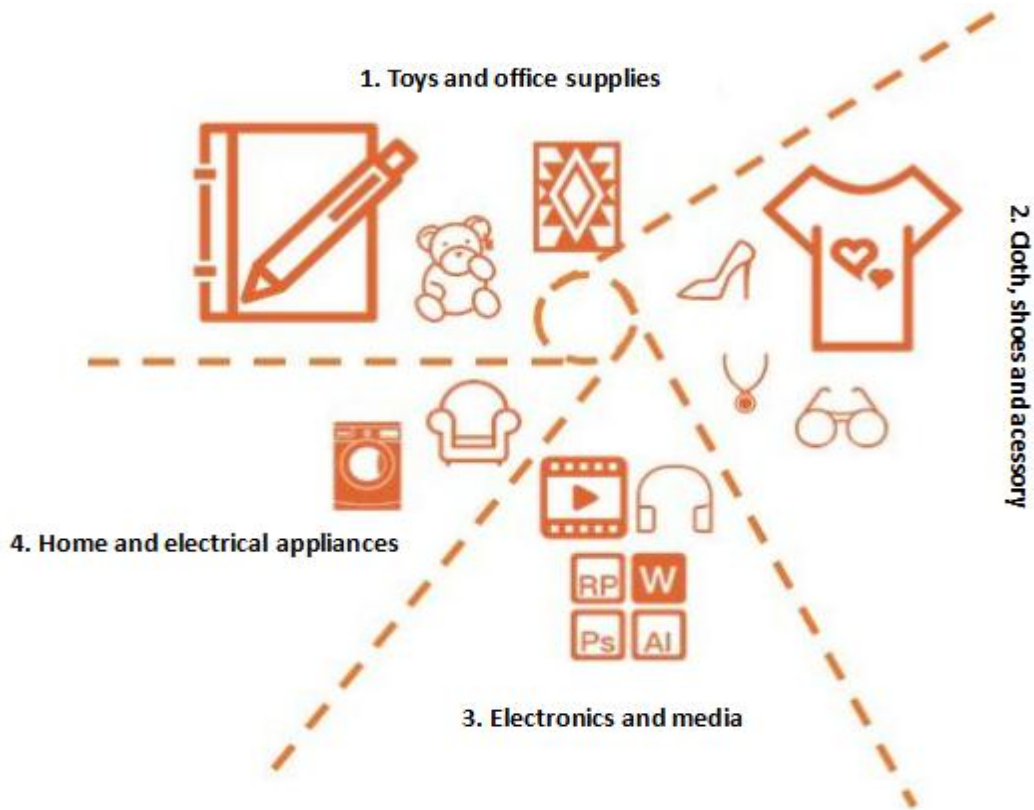 1. Toys and office supplies
2. Cloth, shoes and acessory
4. Home and electrical appliances
RP W
Ps AI
3. Electronics and media